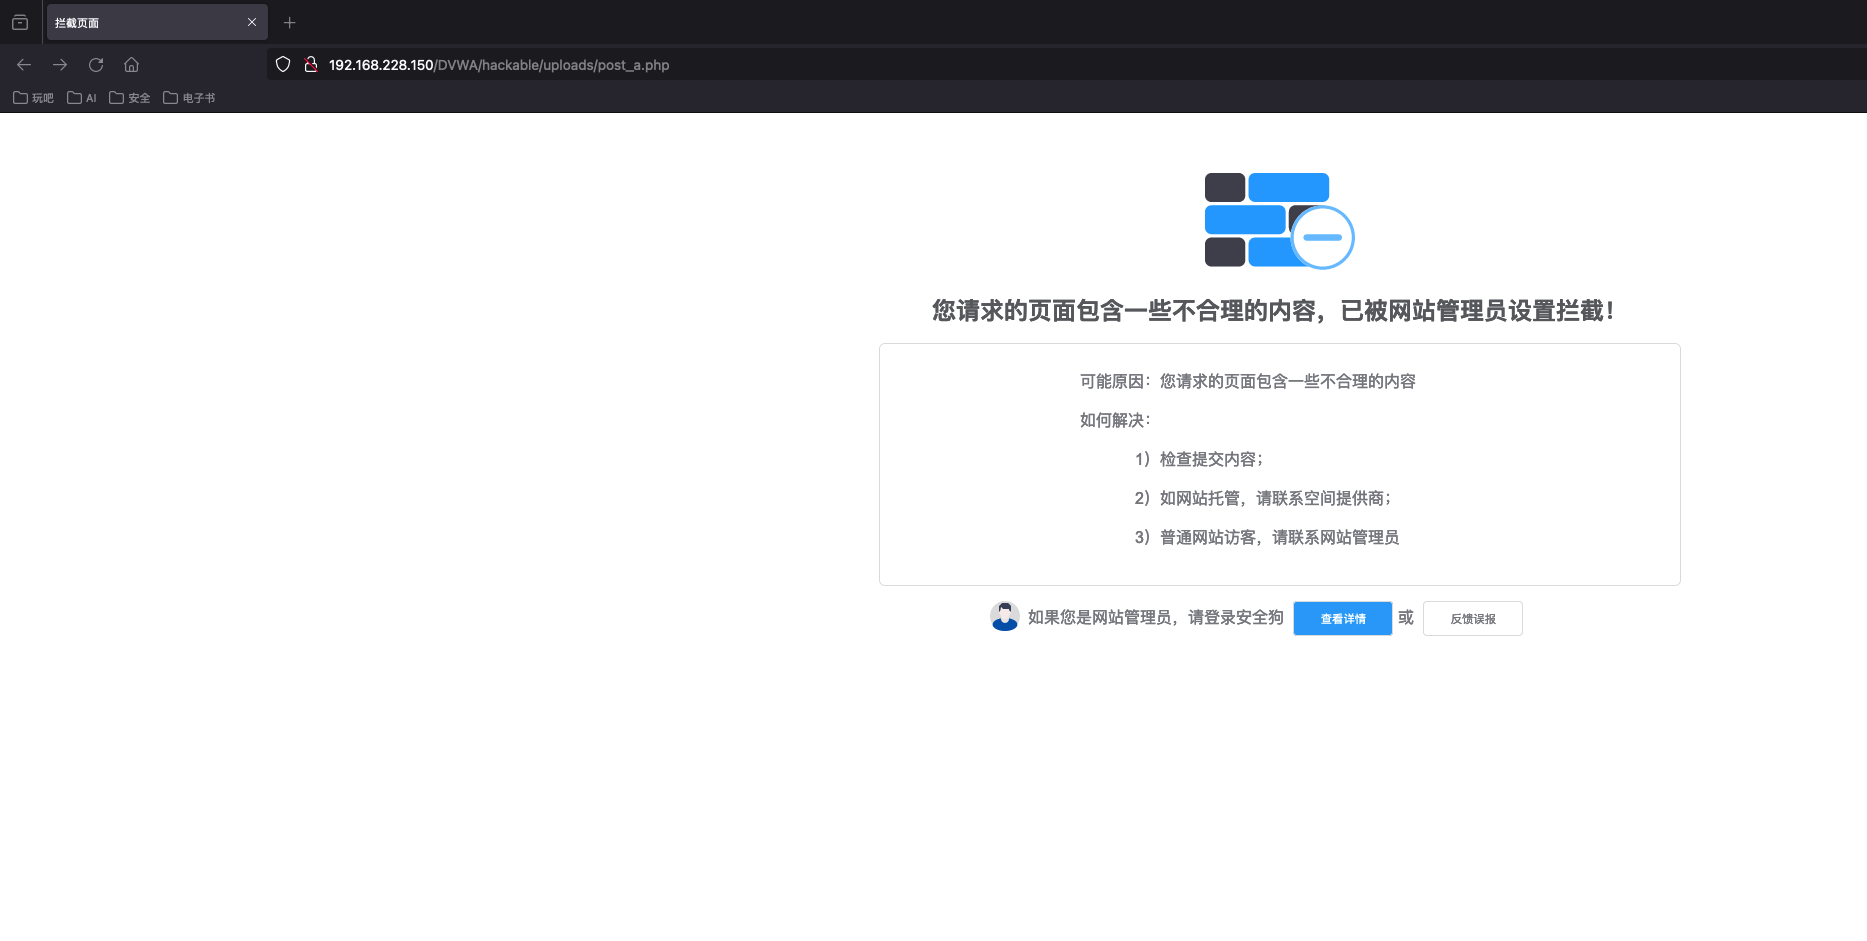 拦截页面
192.168.228.150/DVWA/hackable/uploads/post_a.php
玩吧 AI 安全 电子书
您请求的页面包含一些不合理的内容，已被网站管理员设置拦截！
可能原因：您请求的页面包含一些不合理的内容
如何解决：
1）检查提交内容；
2）如网站托管，请联系空间提供商；
3）普通网站访客，请联系网站管理员
如果您是网站管理员，请登录安全狗 查看详情 或 反馈误报